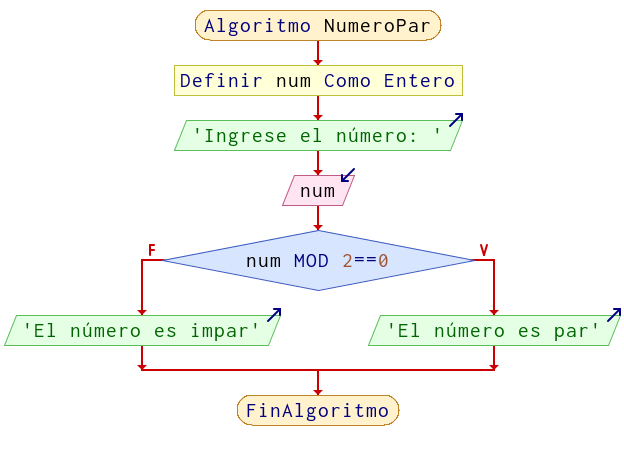 Algoritmo NumeroPar
Definir num Como Entero
'Ingrese el número: '
num
F
V
num MOD 2==0
'El número es impar'
'El número es par'
FinAlgoritmo